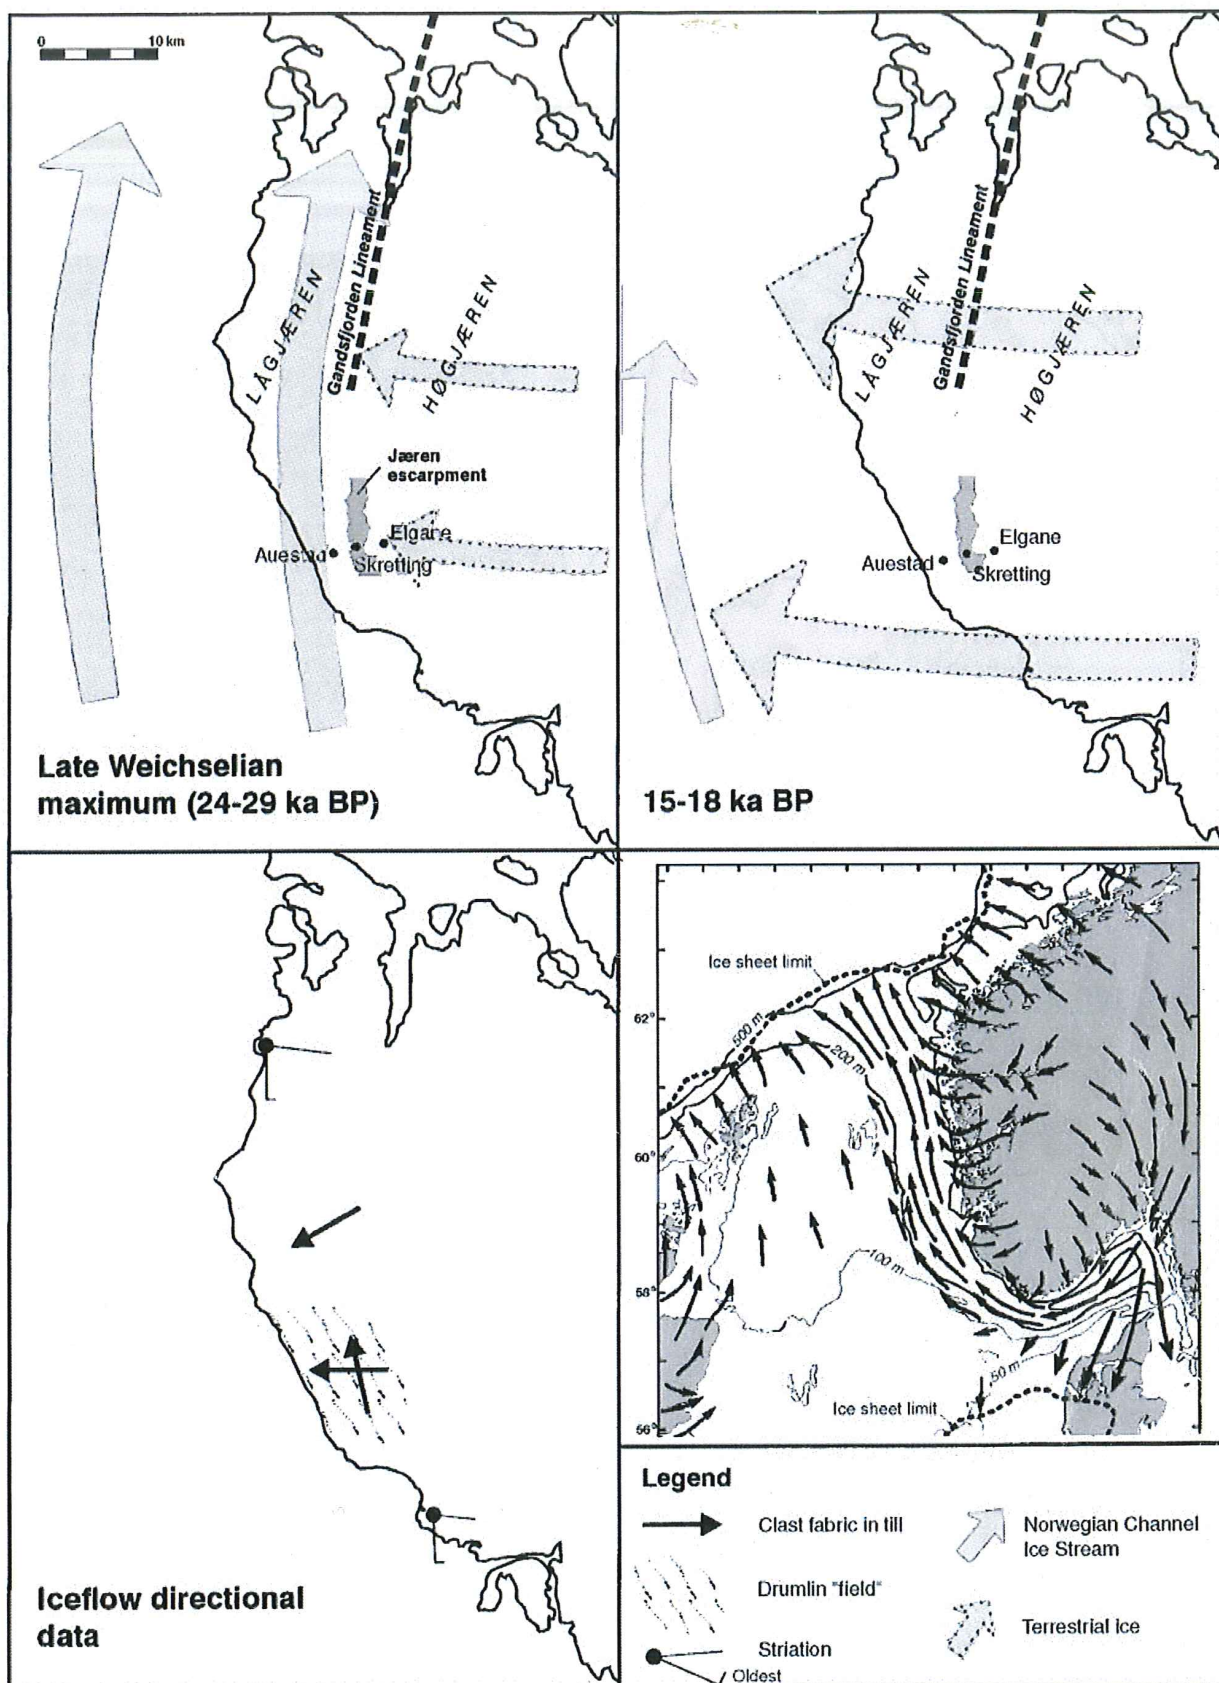 0 10 km
Gandsfjorden Lineament
LÅGJÆREN
HØGJÆREN
Jæren
escarpment
Elgane
Auestad
Skretting
Late Weichselian
maximum (24-29 ka BP)
Gandsfjorden Lineament
LÅGJÆREN
HØGJÆREN
Elgane
Auestad
Skretting
15-18 ka BP
Iceflow directional
data
Ice sheet limit
500 m
200 m
62°
60°
100 m
58°
50 m
Ice sheet limit
56°
Legend
Clast fabric in till
Drumlin "field"
Striation
Oldest
Norwegian Channel
Ice Stream
Terrestrial ice